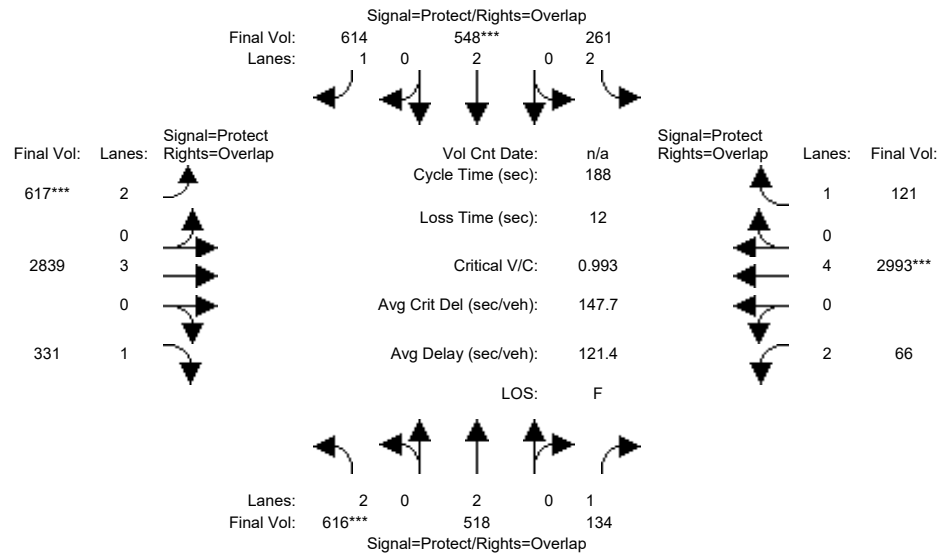 Signal=Protect/Rights=Overlap
Final Vol: 614 548*** 261
Lanes: 1 0 2 0 2
Signal=Protect Signal=Protect
Final Vol: Lanes: Rights=Overlap Vol Cnt Date: n/a Rights=Overlap Lanes: Final Vol:
Cycle Time (sec): 188
617*** 2 1 121
Loss Time (sec): 12
0 0
2839 3 Critical V/C: 0.993 4 2993***
0 Avg Crit Del (sec/veh): 147.7 0
331 1 Avg Delay (sec/veh): 121.4 2 66
LOS: F
Lanes: 2 0 2 0 1
Final Vol: 616*** 518 134
Signal=Protect/Rights=Overlap